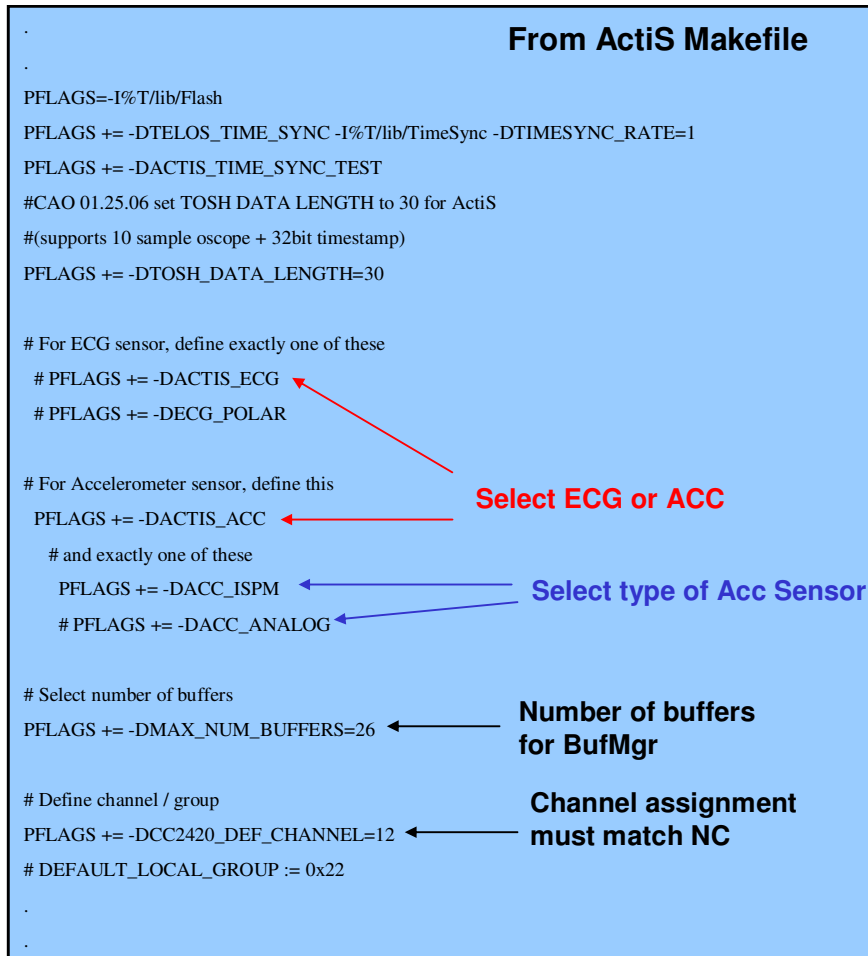 From ActiS Makefile
.
.
PFLAGS=-I%T/lib/Flash
PFLAGS += -DTELOS_TIME_SYNC -I%T/lib/TimeSync -DTIMESYNC_RATE=1
PFLAGS += -DACTIS_TIME_SYNC_TEST
#CAO 01.25.06 set TOSH DATA LENGTH to 30 for ActiS
#(supports 10 sample oscope + 32bit timestamp)
PFLAGS += -DTOSH_DATA_LENGTH=30
# For ECG sensor, define exactly one of these
# PFLAGS += -DACTIS_ECG
# PFLAGS += -DECG_POLAR
# For Accelerometer sensor, define this
Select ECG or ACC
PFLAGS += -DACTIS_ACC
# and exactly one of these
PFLAGS += -DACC_ISPM
Select type of Acc Sensor
# PFLAGS += -DACC_ANALOG
# Select number of buffers
PFLAGS += -DMAX_NUM_BUFFERS=26
Number of buffers
for BufMgr
# Define channel / group
PFLAGS += -DCC2420_DEF_CHANNEL=12
Channel assignment
must match NC
# DEFAULT_LOCAL_GROUP := 0x22
.
.